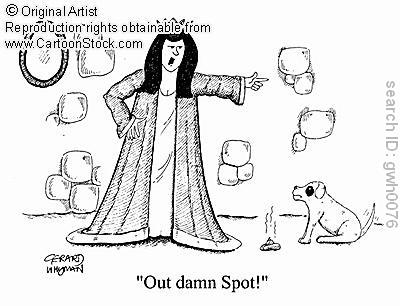 © Original Artist
Reproduction rights obtainable from
www.CartoonStock.com
search ID: gwh0076
GERARD
WHYMAN
"Out damn Spot!"